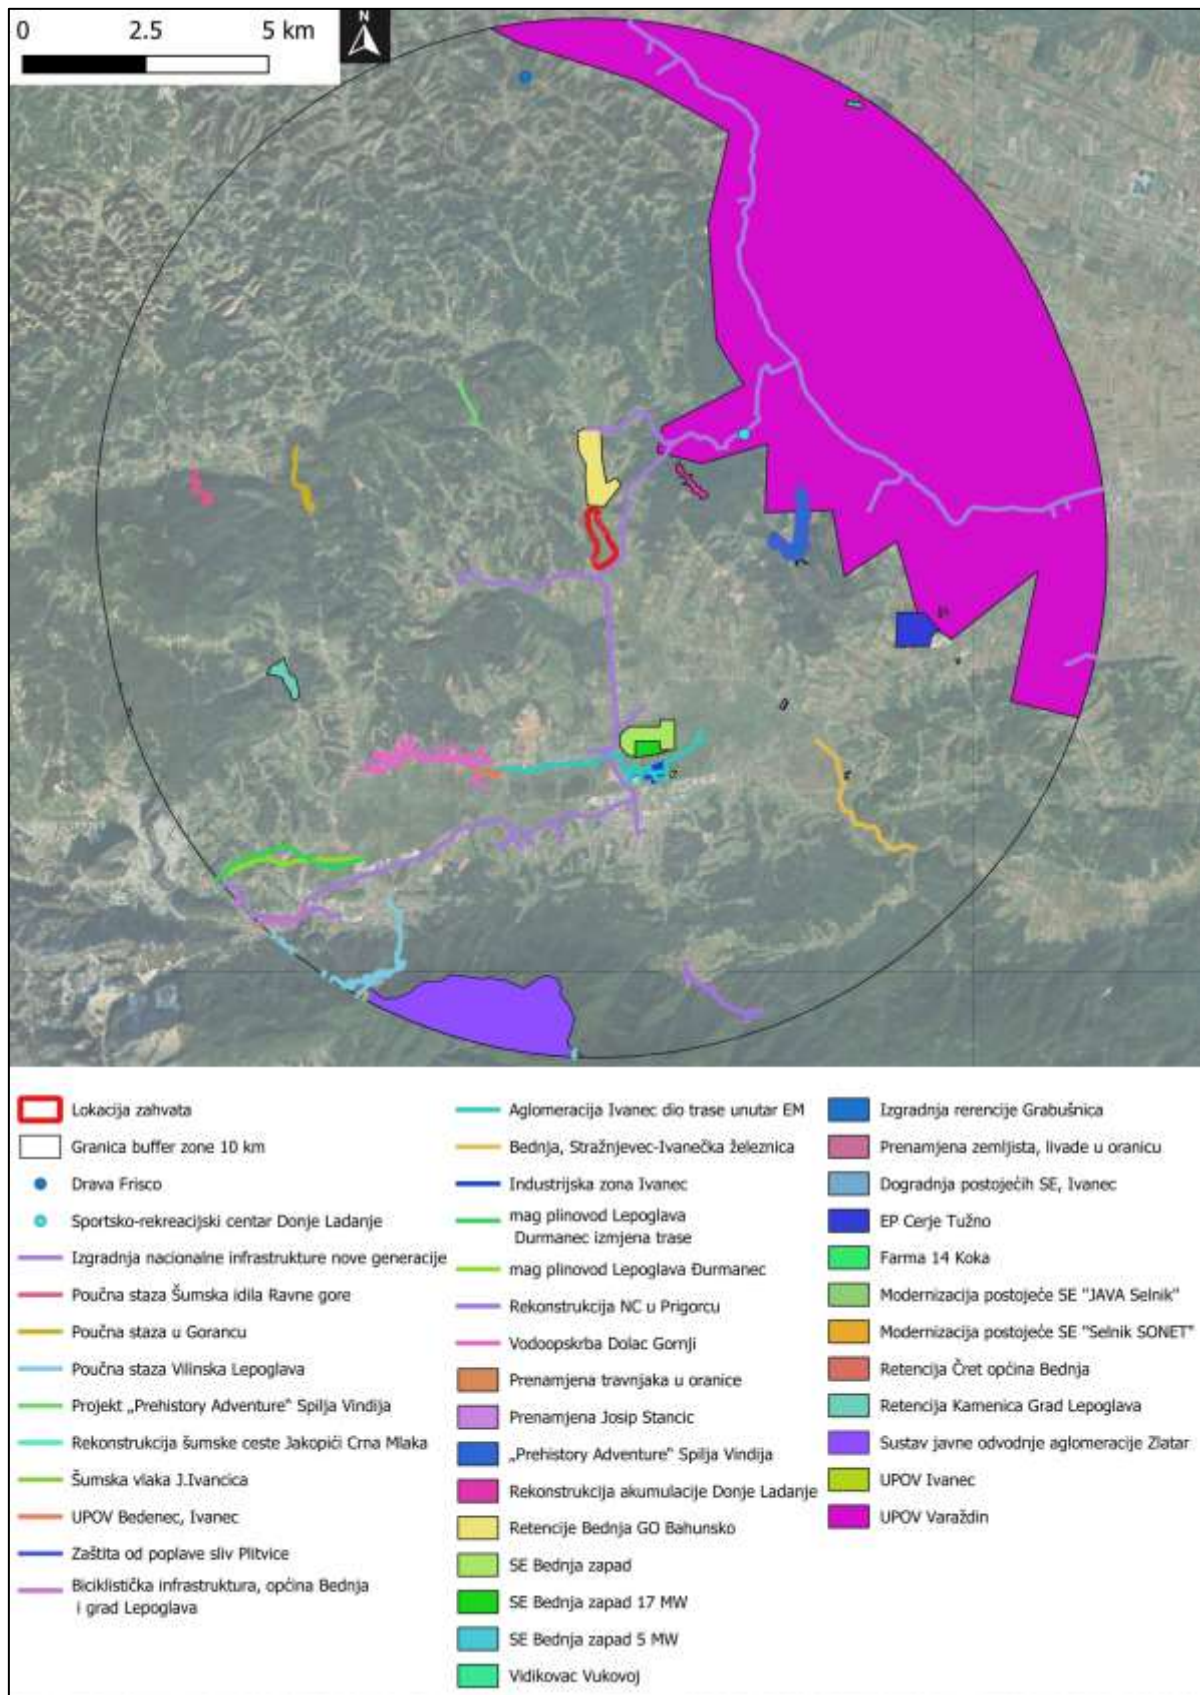 0 2.5 5 km
N
Lokacija zahvata
Granica buffer zone 10 km
Drava Frisco
Sportsko-rekreacijski centar Donje Ladanje
Izgradnja nacionalne infrastrukture nove generacije
Poučna staza Šumska idila Ravne gore
Poučna staza u Gorancu
Poučna staza Vilinska Lepoglava
Projekt „Prehistory Adventure“ Spilja Vindija
Rekonstrukcija šumske ceste Jakopići Crna Mlaka
Šumska vlaka J.Ivancica
UPOV Bedenec, Ivanec
Zaštita od poplave sliv Plitvice
Biciklistička infrastruktura, općina Bednja
i grad Lepoglava
Aglomeracija Ivanec dio trase unutar EM
Bednja, Stražnjevec-Ivanečka železnica
Industrijska zona Ivanec
mag plinovod Lepoglava
Durmanec izmjena trase
mag plinovod Lepoglava Đurmanec
Rekonstrukcija NC u Prigorcu
Vodoopskrba Dolac Gornji
Prenamjena travnjaka u oranice
Prenamjena Josip Stancic
„Prehistory Adventure“ Spilja Vindija
Rekonstrukcija akumulacije Donje Ladanje
Retencije Bednja GO Bahunsko
SE Bednja zapad
SE Bednja zapad 17 MW
SE Bednja zapad 5 MW
Vidikovac Vukovoj
Izgradnja rerencije Grabušnica
Prenamjena zemljista, livade u oranicu
Dogradnja postojećih SE, Ivanec
EP Cerje Tužno
Farma 14 Koka
Modernizacija postojeće SE "JAVA Selnik"
Modernizacija postojeće SE "Selnik SONET"
Retencija Čret općina Bednja
Retencija Kamenica Grad Lepoglava
Sustav javne odvodnje aglomeracije Zlatar
UPOV Ivanec
UPOV Varaždin